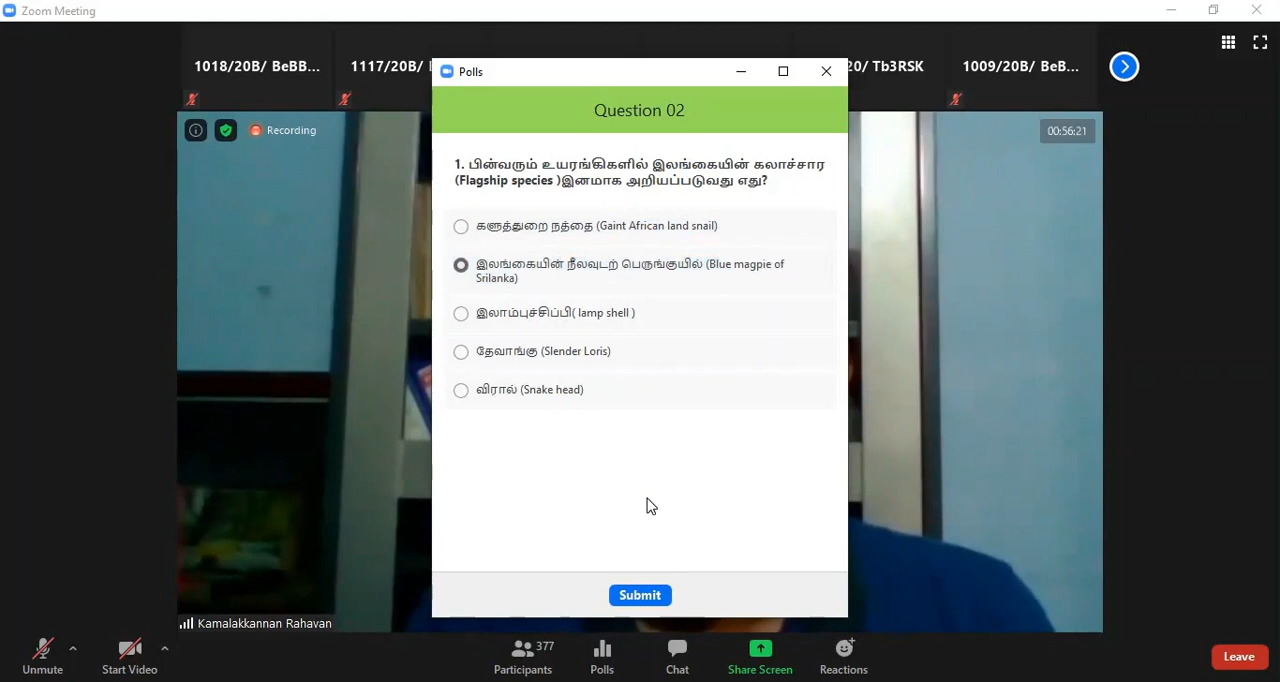 Zoom Meeting
1018/20B/ BeBB...
1117/20B/
20/ Tb3RSK
1009/20B/ BeB...
Polls
Recording
00:56:21
Question 02
1. பின்வரும் உயரங்கிகளில் இலங்கையின் கலாச்சார
(Flagship species )இனமாக அறியப்படுவது எது?
களுத்துறை நத்தை (Gaint African land snail)
இலங்கையின் நீலவுடற் பெருங்குயில் (Blue magpie of
Srilanka)
இலாம்புச்சிப்பி( lamp shell )
தேவாங்கு (Slender Loris)
விரால் (Snake head)
Submit
Kamalakkannan Rahavan
377
Unmute
Start Video
Participants
Polls
Chat
Share Screen
Reactions
Leave